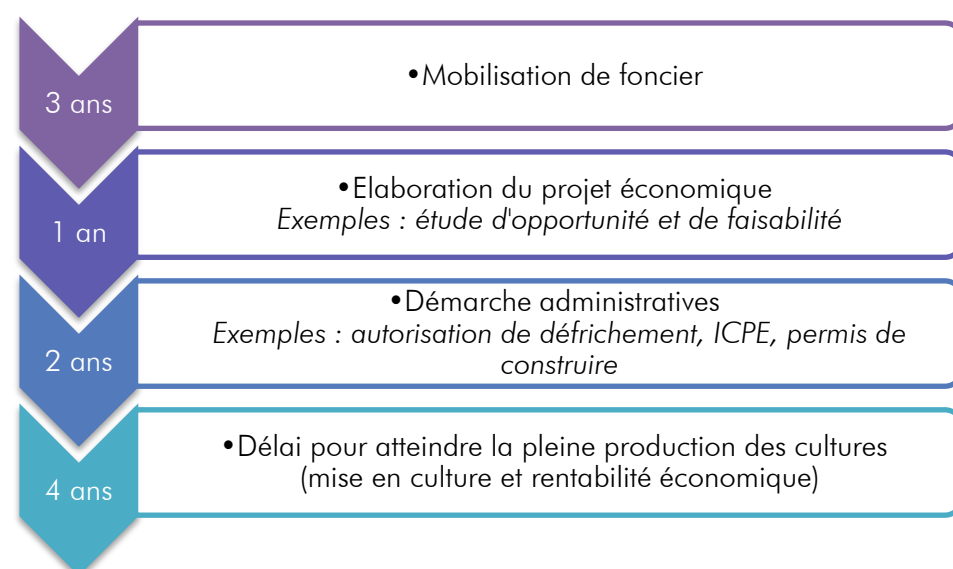 3 ans
•Mobilisation de foncier
1 an
•Elaboration du projet économique
Exemples : étude d'opportunité et de faisabilité
2 ans
•Démarche administratives
Exemples : autorisation de défrichement, ICPE, permis de
construire
4 ans
•Délai pour atteindre la pleine production des cultures
(mise en culture et rentabilité économique)